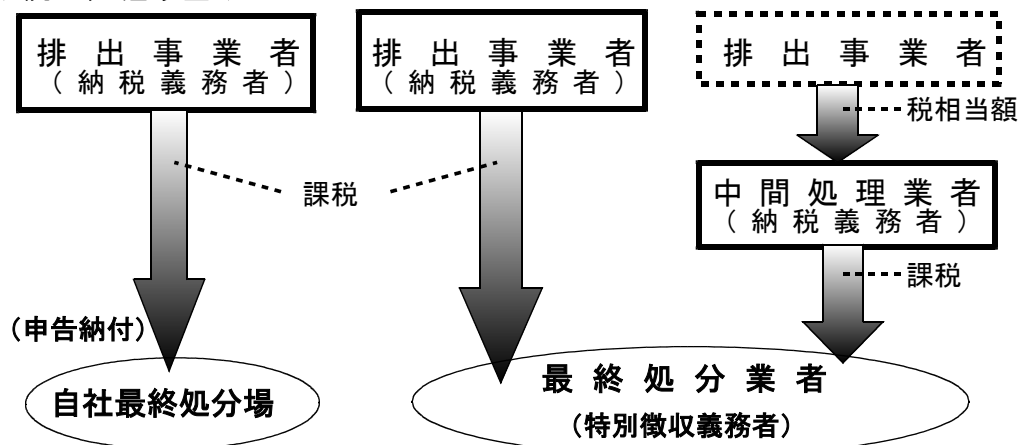 排出事業者
（納税義務者）
排出事業者
（納税義務者）
排出事業者
税相当額
課税
中間処理業者
（納税義務者）
課税
（申告納付）
自社最終処分場
最終処分業者
（特別徴収義務者）